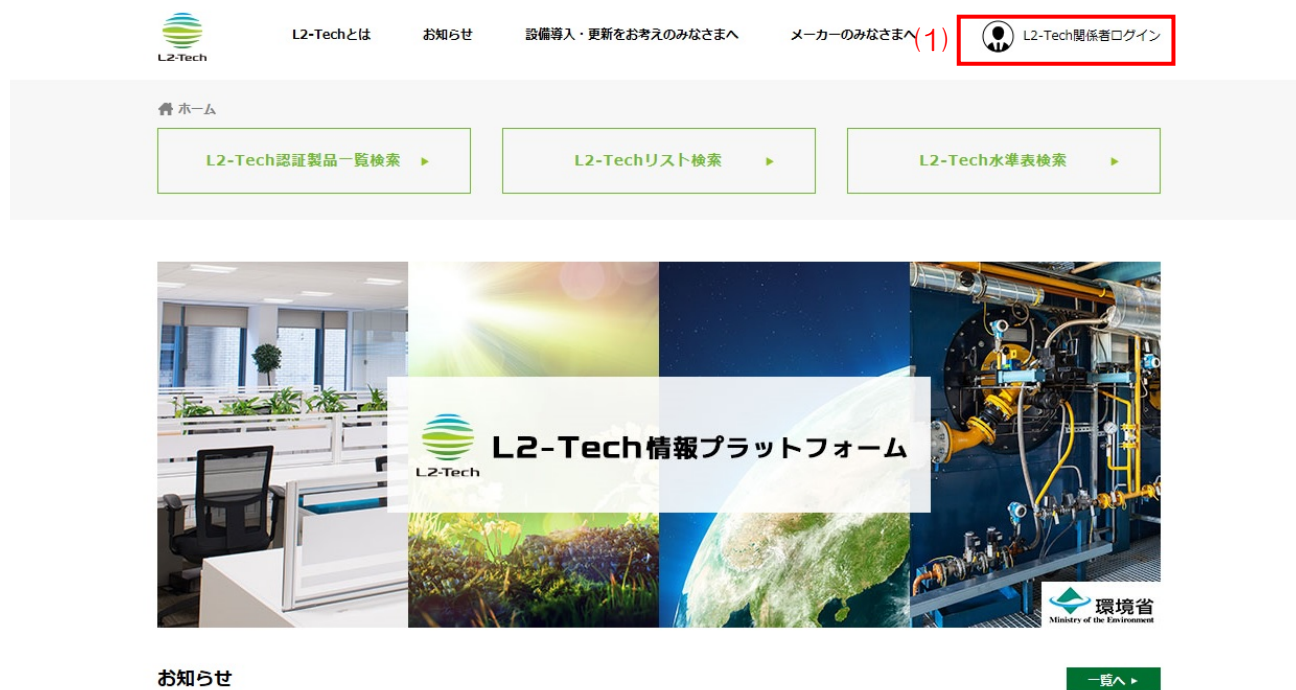 L2-Tech
L2-Techとは
お知らせ
設備導入・更新をお考えのみなさまへ
メーカーのみなさまへ
(1)
L2-Tech関係者ログイン
ホーム
L2-Tech認証製品一覧検索
L2-Techリスト検索
L2-Tech水準表検索
L2-Tech
L2-Tech情報プラットフォーム
環境省
Ministry of the Environment
お知らせ
一覧へ